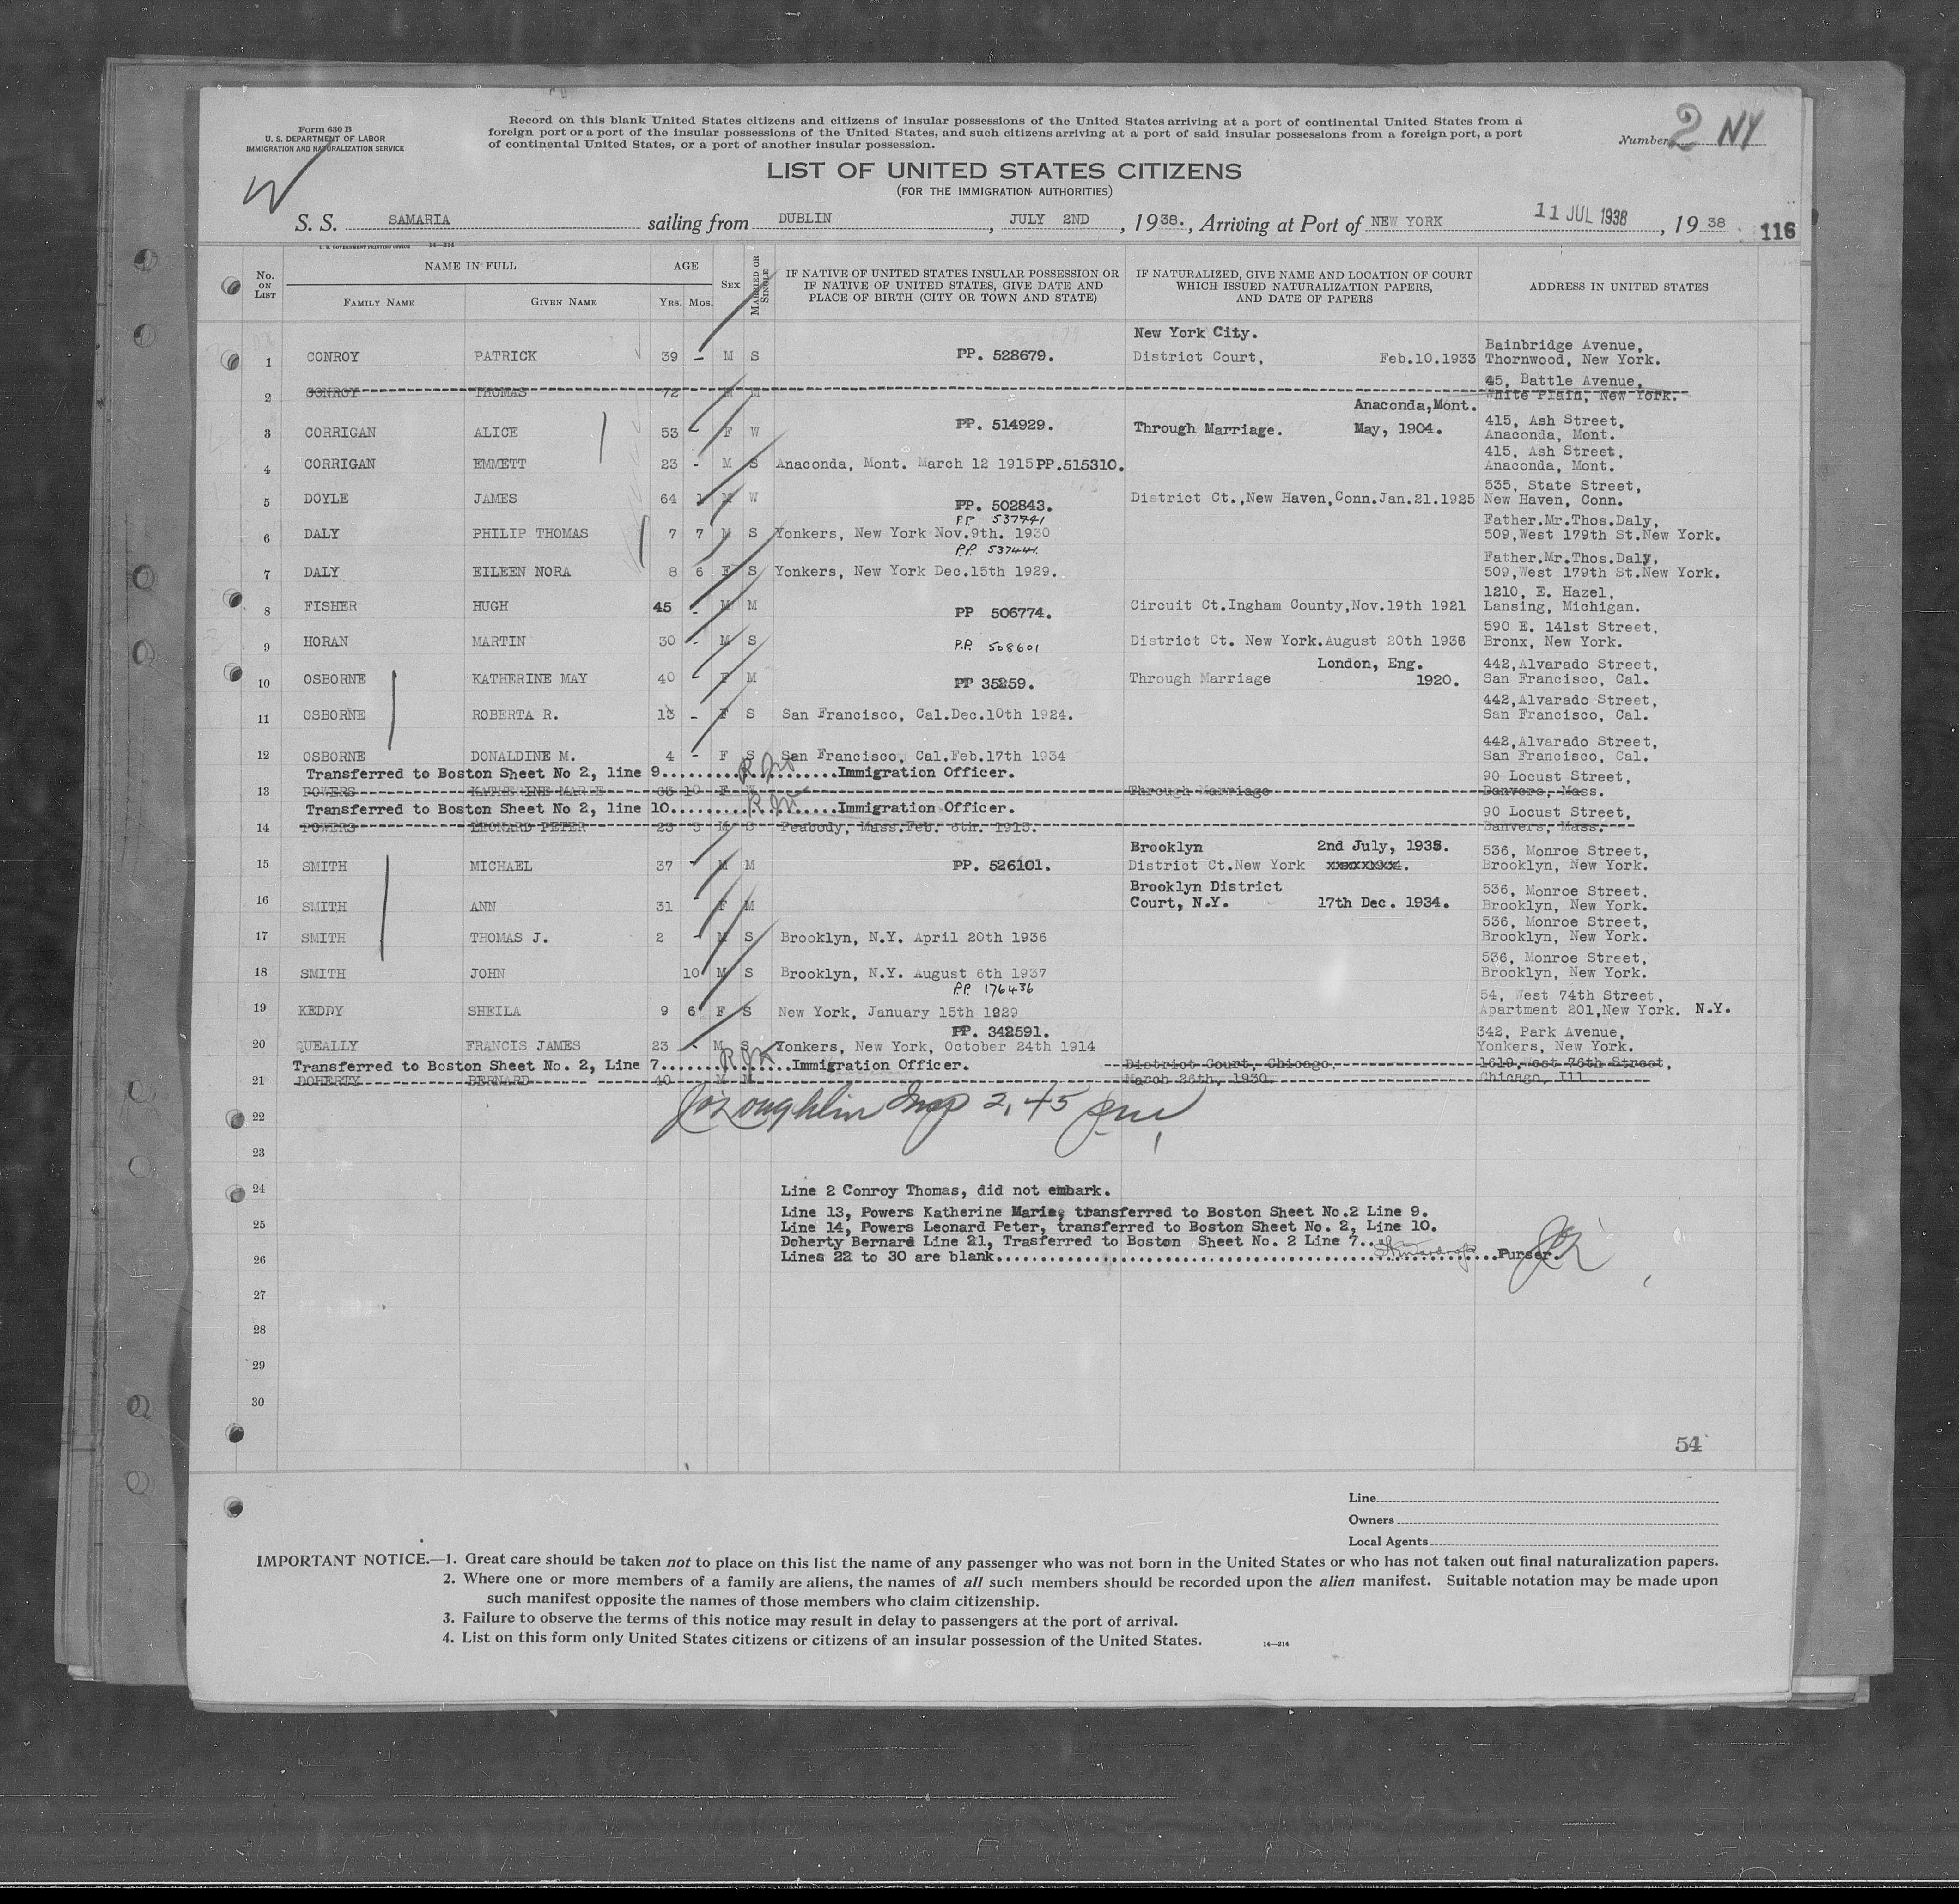 Form 630 B
U. S. DEPARTMENT OF LABOR
IMMIGRATION AND NATURALIZATION SERVICE
Record on this blank United States citizens and citizens of insular possessions of the United States arriving at a port of continental United States from a
foreign port or a port of the insular possessions of the United States, and such citizens arriving at a port of said insular possessions from a foreign port, a port
of continental United States, or a port of another insular possession.
Number 2 NY
LIST OF UNITED STATES CITIZENS
(FOR THE IMMIGRATION AUTHORITIES)
S. S. SAMARIA sailing from DUBLIN, JULY 2ND, 1938., Arriving at Port of NEW YORK 11 JUL 1938, 1938
116
U. S. GOVERNMENT PRINTING OFFICE 14—214
No. ON LIST
NAME IN FULL
FAMILY NAME GIVEN NAME
AGE
YRS. MOS.
SEX
MARRIED OR SINGLE
IF NATIVE OF UNITED STATES INSULAR POSSESSION OR
IF NATIVE OF UNITED STATES, GIVE DATE AND
PLACE OF BIRTH (CITY OR TOWN AND STATE)
IF NATURALIZED, GIVE NAME AND LOCATION OF COURT
WHICH ISSUED NATURALIZATION PAPERS,
AND DATE OF PAPERS
ADDRESS IN UNITED STATES
New York City.
1 CONROY PATRICK 39 - M S PP. 528679. District Court, Feb.10.1933 Bainbridge Avenue,
Thornwood, New York.
2 CONROY THOMAS 72 M M 45, Battle Avenue,
White Plain, New York.
Anaconda,Mont.
3 CORRIGAN ALICE 53 - F W PP. 514929. Through Marriage. May, 1904. 415, Ash Street,
Anaconda, Mont.
4 CORRIGAN EMMETT 23 - M S Anaconda, Mont. March 12 1915 PP.515310. 415, Ash Street,
Anaconda, Mont.
5 DOYLE JAMES 64 1 M W PP. 502843. District Ct.,New Haven,Conn.Jan.21.1925 535, State Street,
New Haven, Conn.
P.P. 537441
6 DALY PHILIP THOMAS 7 7 M S Yonkers, New York Nov.9th. 1930 Father.Mr.Thos.Daly,
509,West 179th St.New York.
P.P. 537441.
7 DALY EILEEN NORA 8 6 F S Yonkers, New York Dec.15th 1929. Father.Mr.Thos.Daly,
509,West 179th St.New York.
8 FISHER HUGH 45 - M M PP 506774. Circuit Ct.Ingham County,Nov.19th 1921 1210, E. Hazel,
Lansing, Michigan.
9 HORAN MARTIN 30 - M S P.P. 508601 District Ct. New York.August 20th 1936 590 E. 141st Street,
Bronx, New York.
London, Eng.
10 OSBORNE KATHERINE MAY 40 - F M PP 35259. Through Marriage 1920. 442,Alvarado Street,
San Francisco, Cal.
11 OSBORNE ROBERTA R. 13 - F S San Francisco, Cal.Dec.10th 1924. 442,Alvarado Street,
San Francisco, Cal.
12 OSBORNE DONALDINE M. 4 - F S San Francisco, Cal.Feb.17th 1934 442,Alvarado Street,
San Francisco, Cal.
Transferred to Boston Sheet No 2, line 9..................Immigration Officer.
13 POWERS KATHERINE MARIE 63 10 F W Through Marriage 90 Locust Street,
Danvers, Mass.
Transferred to Boston Sheet No 2, line 10.................Immigration Officer.
14 POWERS LEONARD PETER 23 3 M S Peabody, Mass.Feb. 6th. 1915. 90 Locust Street,
Danvers, Mass.
Brooklyn 2nd July, 1935.
15 SMITH MICHAEL 37 - M M PP. 526101. District Ct.New York 536, Monroe Street,
Brooklyn, New York.
Brooklyn District
16 SMITH ANN 31 - F M Court, N.Y. 17th Dec. 1934. 536, Monroe Street,
Brooklyn, New York.
17 SMITH THOMAS J. 2 - M S Brooklyn, N.Y. April 20th 1936 536, Monroe Street,
Brooklyn, New York.
18 SMITH JOHN 10 M S Brooklyn, N.Y. August 6th 1937 536, Monroe Street,
Brooklyn, New York.
P.P. 176436
19 KEDDY SHEILA 9 6 F S New York, January 15th 1929 54, West 74th Street,
Apartment 201,New York. N.Y.
PP. 342591.
20 QUEALLY FRANCIS JAMES 23 - M S Yonkers, New York, October 24th 1914 342, Park Avenue,
Yonkers, New York.
Transferred to Boston Sheet No. 2, Line 7...............Immigration Officer.
21 DOHERTY BERNARD 40 M M District Court, Chicago,
March 26th, 1930. 1619,West 76th Street,
Chicago, Ill
22
23
24 Line 2 Conroy Thomas, did not embark.
Line 13, Powers Katherine Marie, transferred to Boston Sheet No.2 Line 9.
25 Line 14, Powers Leonard Peter, transferred to Boston Sheet No. 2, Line 10.
Doherty Bernard Line 21, Trasferred to Boston Sheet No. 2 Line 7..
26 Lines 22 to 30 are blank..................Purser.
27
28
29
30
54
Line
Owners
Local Agents
IMPORTANT NOTICE.—1. Great care should be taken not to place on this list the name of any passenger who was not born in the United States or who has not taken out final naturalization papers.
2. Where one or more members of a family are aliens, the names of all such members should be recorded upon the alien manifest. Suitable notation may be made upon
such manifest opposite the names of those members who claim citizenship.
3. Failure to observe the terms of this notice may result in delay to passengers at the port of arrival.
4. List on this form only United States citizens or citizens of an insular possession of the United States. 14—214